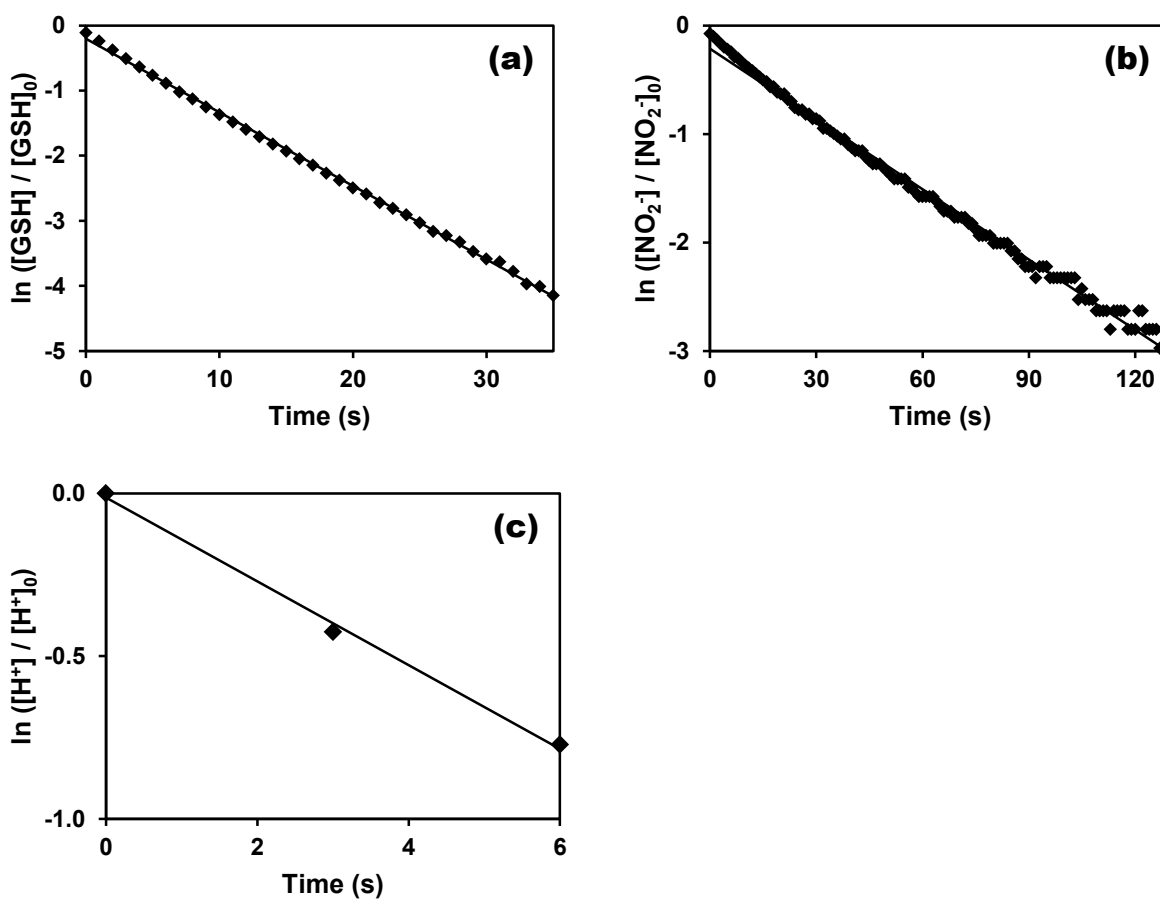 (a)
0
-1
-2
-3
-4
-5
0 10 20 30
Time (s)
ln ([GSH] / [GSH]₀)
(b)
0
-1
-2
-3
0 30 60 90 120
Time (s)
ln ([NO₂⁻] / [NO₂⁻]₀)
(c)
0.0
-0.5
-1.0
0 2 4 6
Time (s)
ln ([H⁺] / [H⁺]₀)